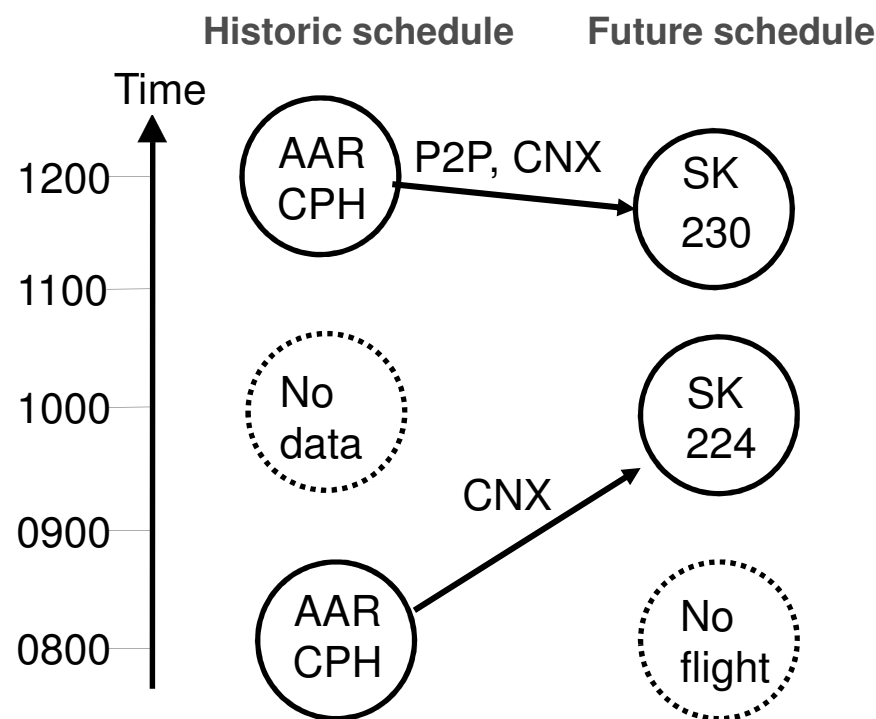 Historic schedule
Future schedule
Time
1200
AAR
CPH
P2P, CNX
SK
230
1100
No
data
1000
SK
224
CNX
0900
AAR
CPH
0800
No
flight